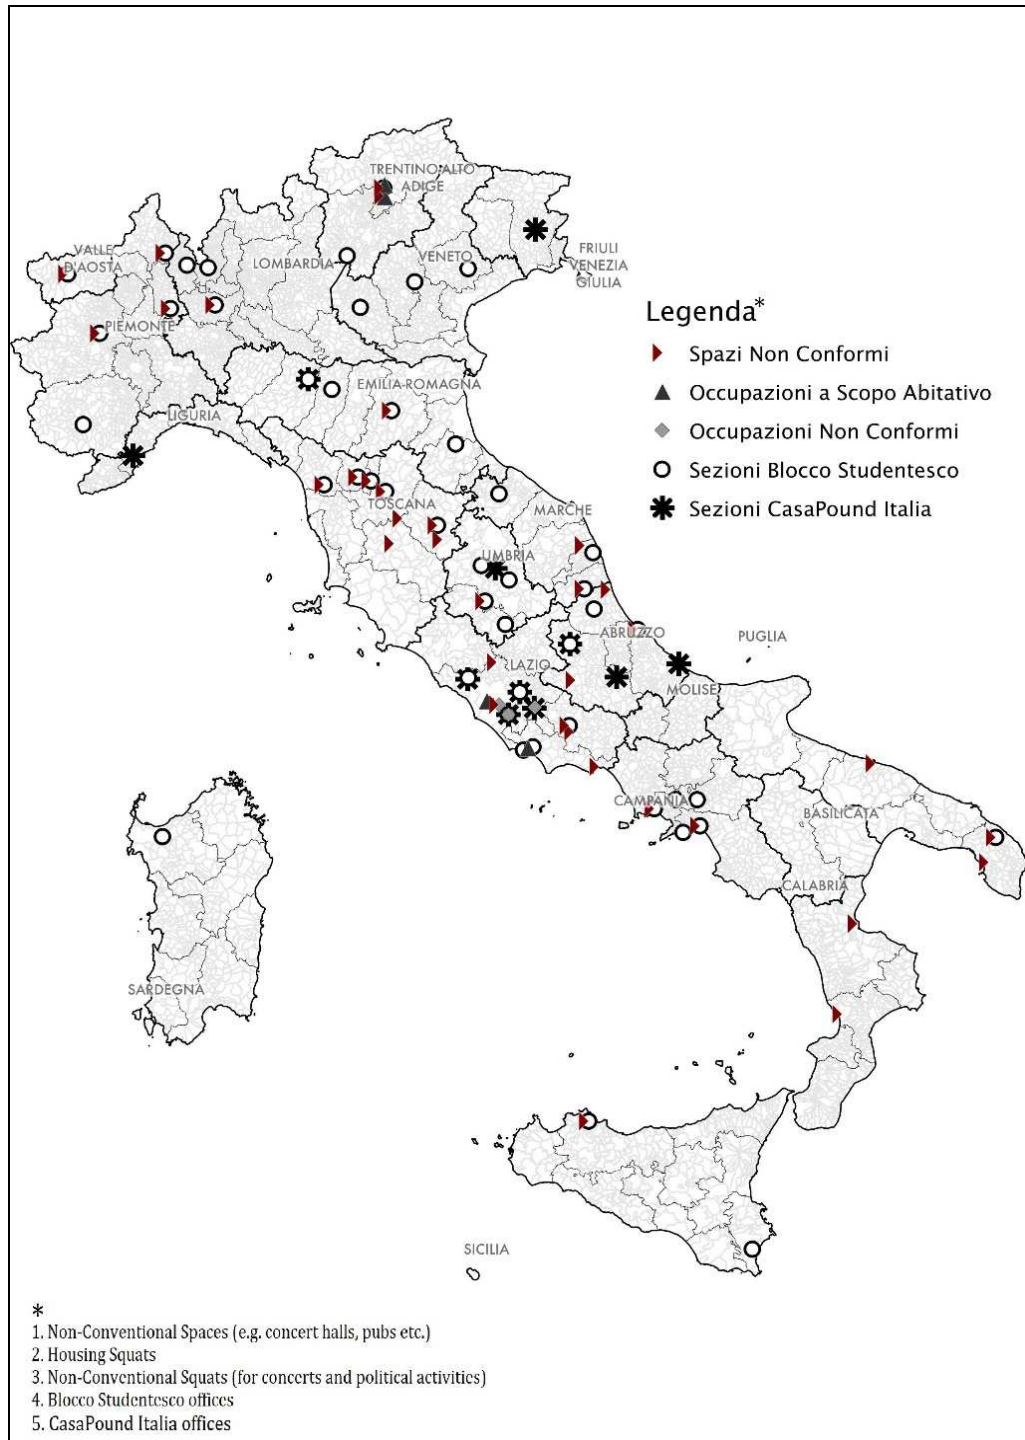 TRENTINO-ALTO
ADIGE
VALLE
D'AOSTA
LOMBARDIA
VENETO
FRIULI
VENEZIA
GIULIA
PIEMONTE
EMILIA-ROMAGNA
LIGURIA
TOSCANA
MARCHE
UMBRIA
ABRUZZO
PUGLIA
LAZIO
MOLISE
CAMPANIA
BASILICATA
CALABRIA
SARDEGNA
SICILIA
Legenda*
Spazi Non Conformi
Occupazioni a Scopo Abitativo
Occupazioni Non Conformi
Sezioni Blocco Studentesco
Sezioni CasaPound Italia
*
1. Non-Conventional Spaces (e.g. concert halls, pubs etc.)
2. Housing Squats
3. Non-Conventional Squats (for concerts and political activities)
4. Blocco Studentesco offices
5. CasaPound Italia offices